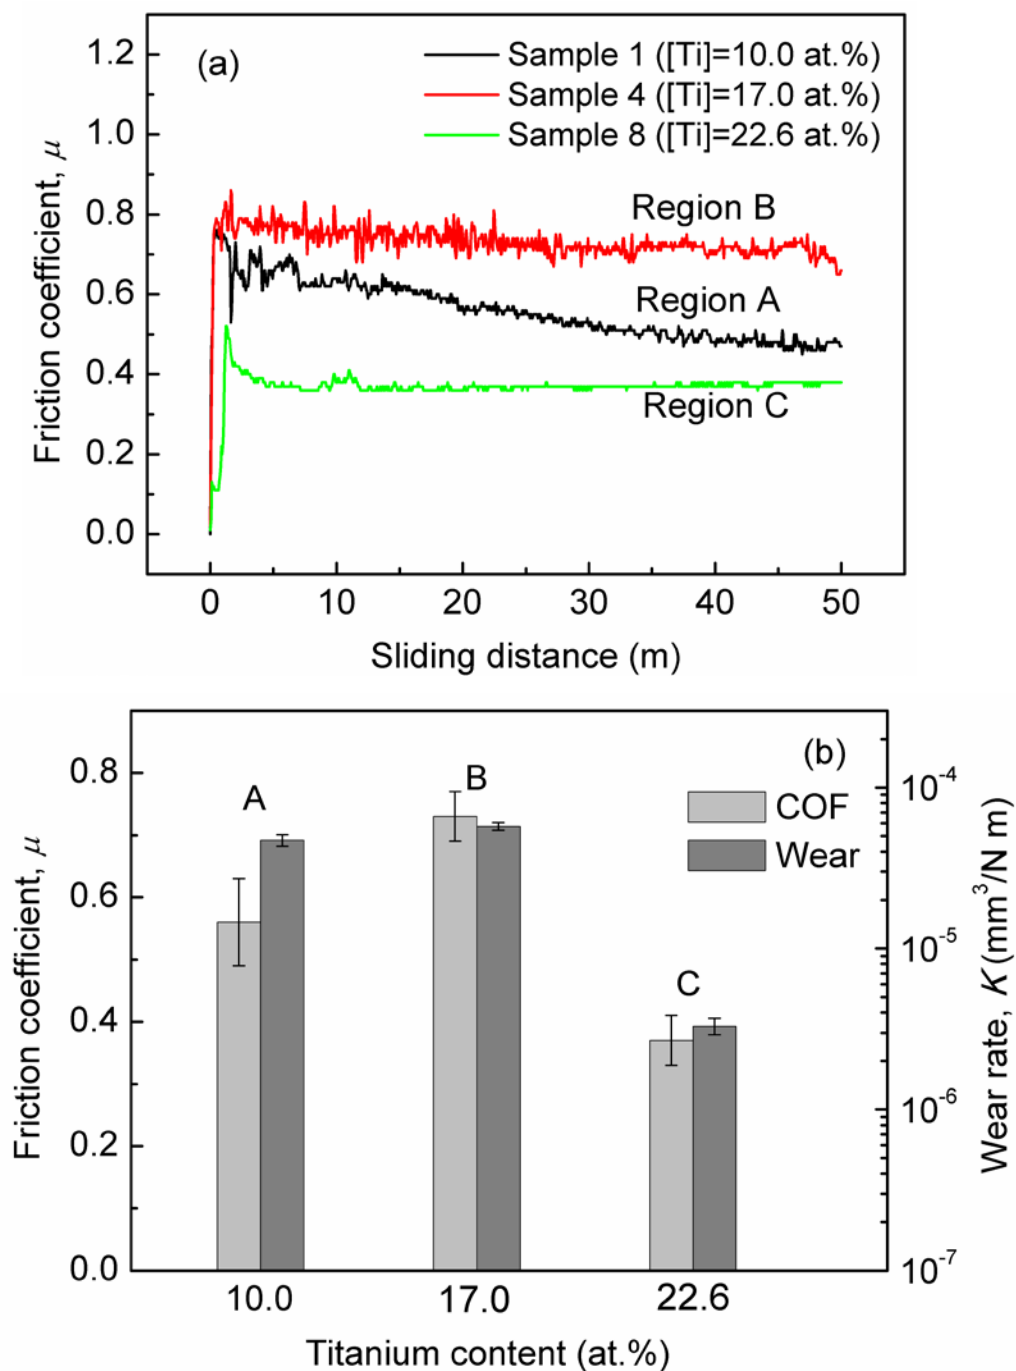 (a)
Sample 1 ([Ti]=10.0 at.%)
Sample 4 ([Ti]=17.0 at.%)
Sample 8 ([Ti]=22.6 at.%)
1.2
1.0
0.8
0.6
0.4
0.2
0.0
Friction coefficient, μ
Region B
Region A
Region C
0 10 20 30 40 50
Sliding distance (m)
(b)
COF
Wear
A
B
C
0.8
0.6
0.4
0.2
0.0
Friction coefficient, μ
10⁻⁴
10⁻⁵
10⁻⁶
10⁻⁷
Wear rate, K (mm³/N m)
10.0 17.0 22.6
Titanium content (at.%)